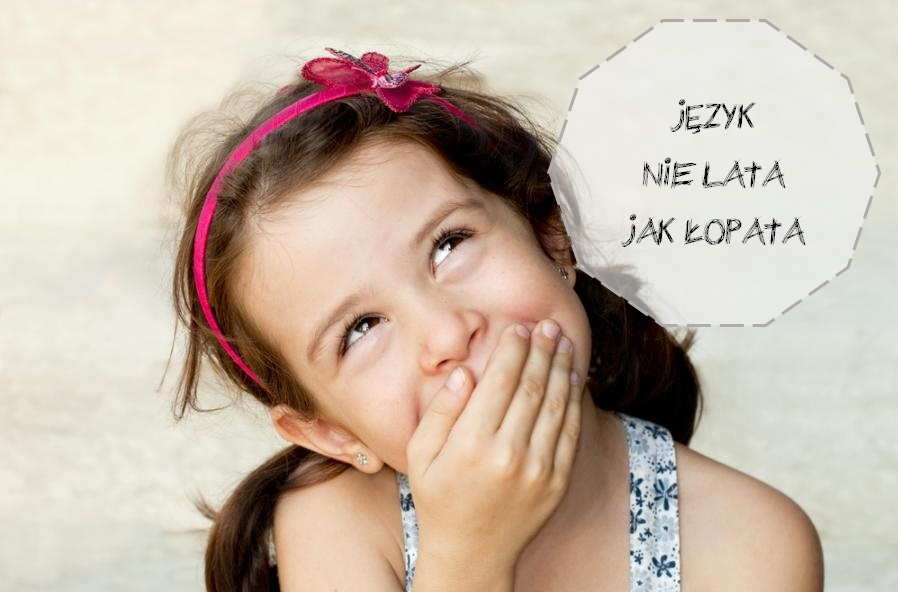 JĘZYK
NIE LATA
JAK ŁOPATA